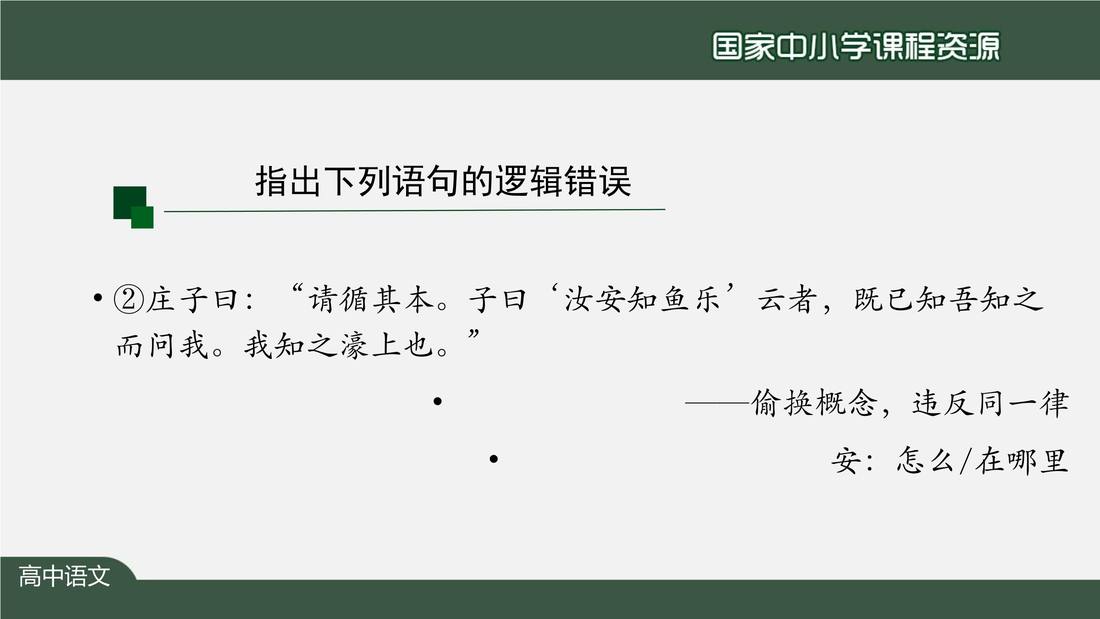 国家中小学课程资源
指出下列语句的逻辑错误
•②庄子曰：“请循其本。子曰‘汝安知鱼乐’云者，既已知吾知之
而问我。我知之濠上也。”
• ——偷换概念，违反同一律
• 安：怎么/在哪里
高中语文